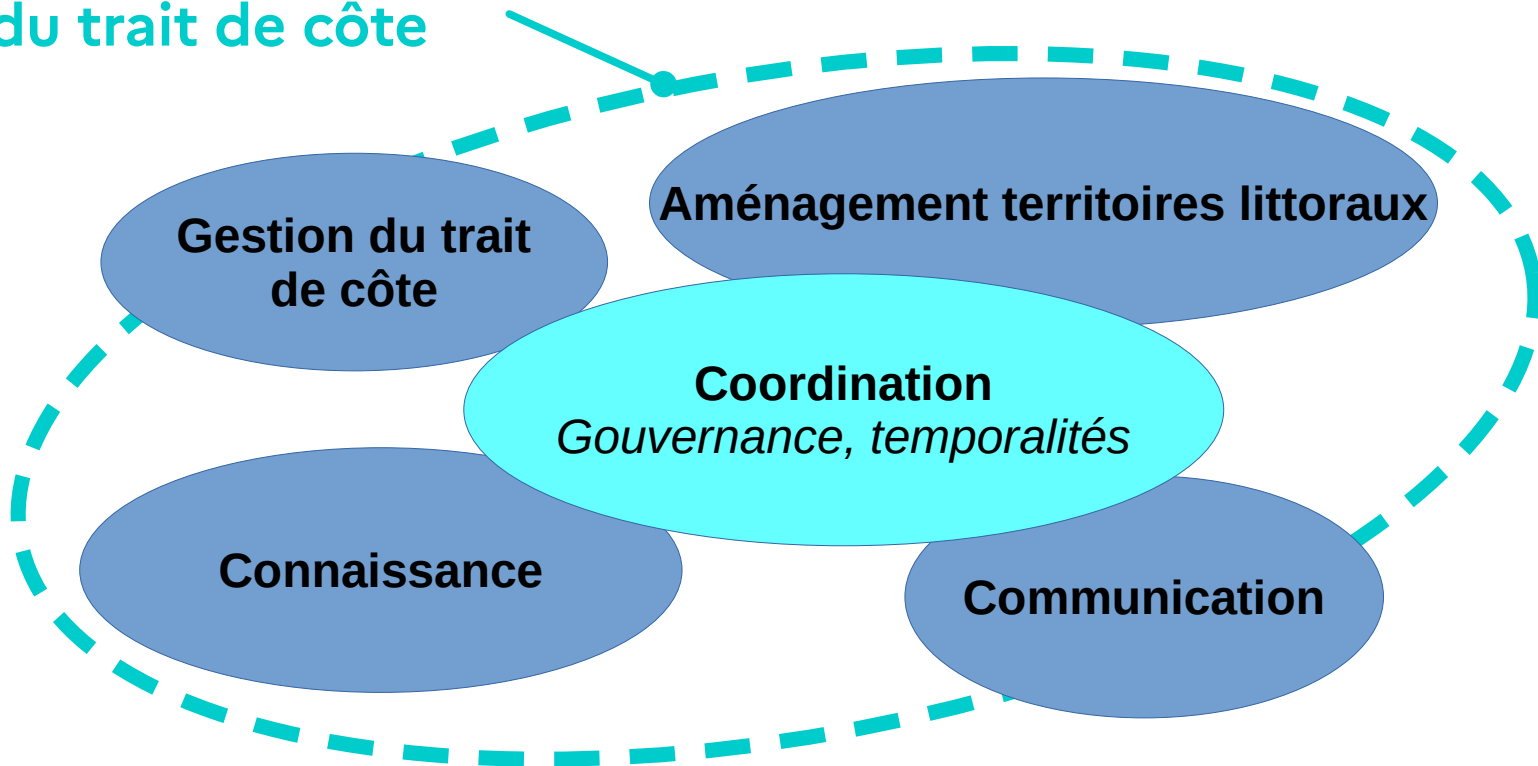 du trait de côte
Aménagement territoires littoraux
Gestion du trait
de côte
Coordination
Gouvernance, temporalités
Connaissance
Communication